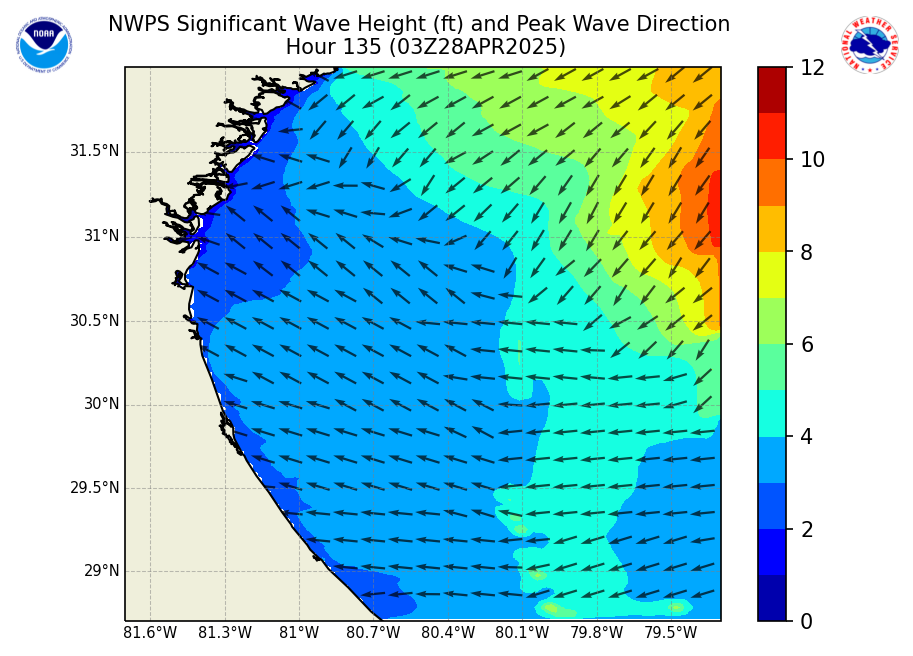 NWPS Significant Wave Height (ft) and Peak Wave Direction
Hour 135 (03Z28APR2025)
NOAA
NATIONAL WEATHER SERVICE
31.5°N
31°N
30.5°N
30°N
29.5°N
29°N
81.6°W 81.3°W 81°W 80.7°W 80.4°W 80.1°W 79.8°W 79.5°W
12
10
8
6
4
2
0